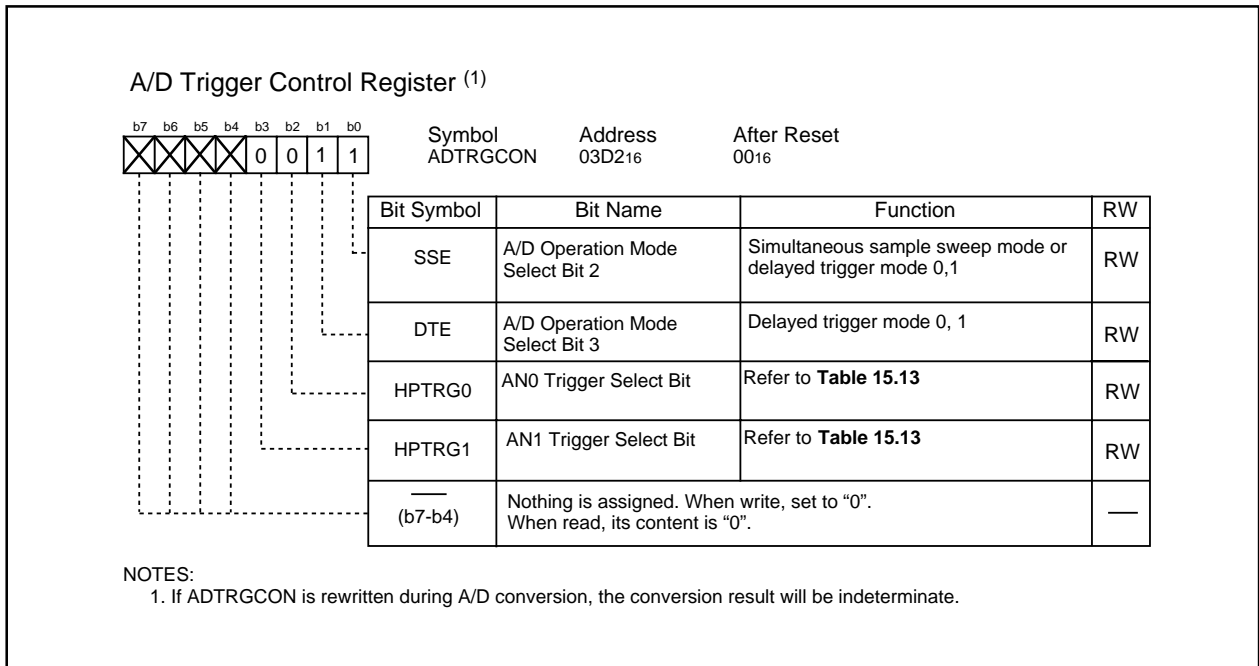 A/D Trigger Control Register (1)
b7 b6 b5 b4 b3 b2 b1 b0
0 0 1 1
Symbol Address After Reset
ADTRGCON 03D216 0016
Bit Symbol Bit Name Function RW
SSE A/D Operation Mode Select Bit 2 Simultaneous sample sweep mode or delayed trigger mode 0,1 RW
DTE A/D Operation Mode Select Bit 3 Delayed trigger mode 0, 1 RW
HPTRG0 AN0 Trigger Select Bit Refer to Table 15.13 RW
HPTRG1 AN1 Trigger Select Bit Refer to Table 15.13 RW
(b7-b4) Nothing is assigned. When write, set to “0”.
When read, its content is “0”.
NOTES:
1. If ADTRGCON is rewritten during A/D conversion, the conversion result will be indeterminate.